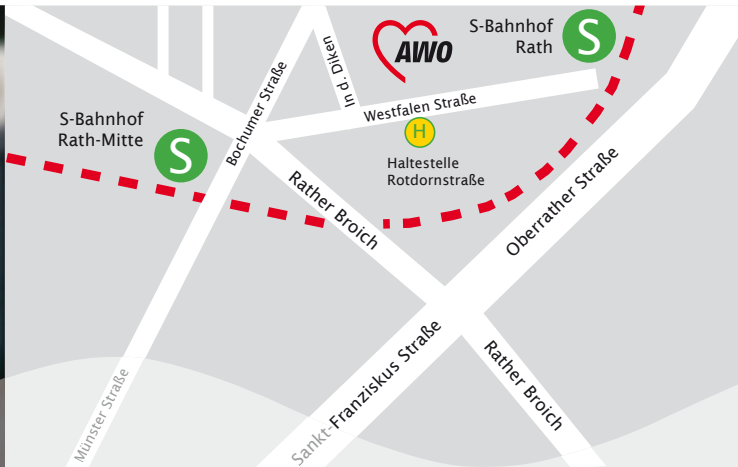 S-Bahnhof
Rath
S
AWO
In d. Diken
Westfalen Straße
H
Haltestelle
Rotdornstraße
S-Bahnhof
Rath-Mitte
S
Bochumer Straße
Rather Broich
Oberrather Straße
Sankt-Franziskus Straße
Rather Broich
Münster Straße